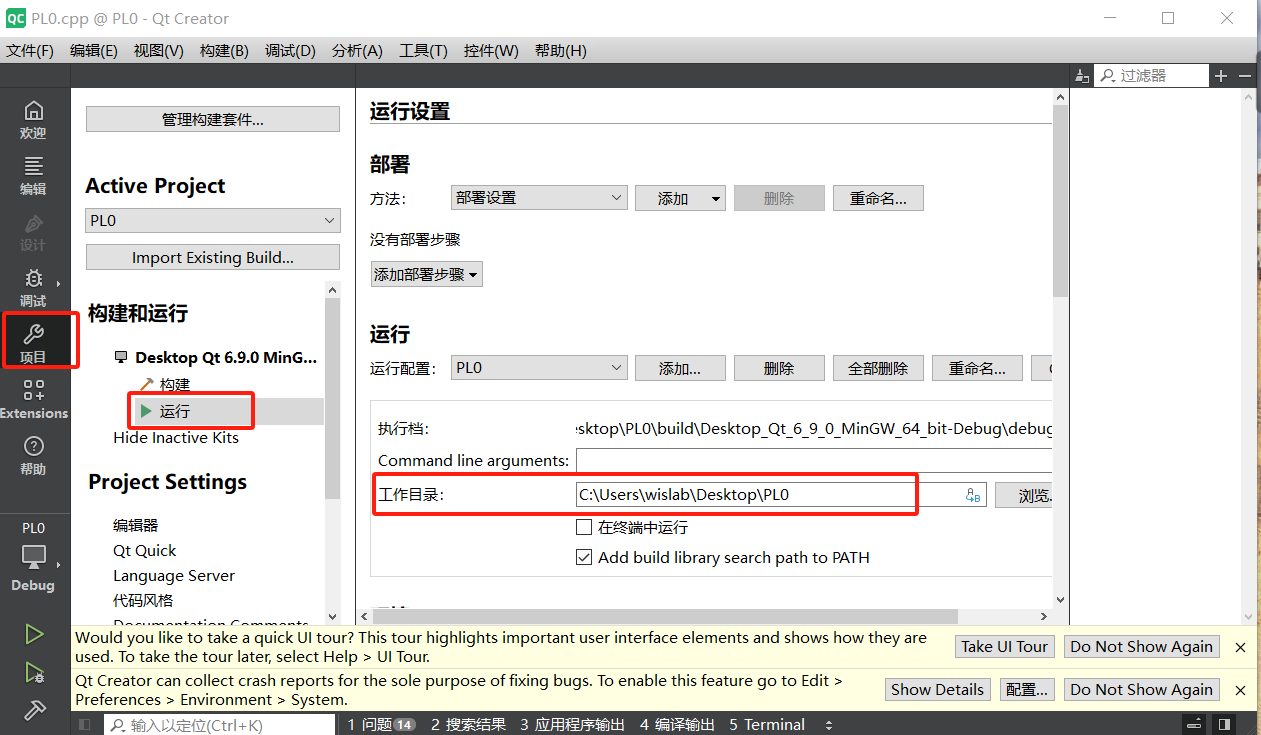 PL0.cpp @ PL0 - Qt Creator
文件(F) 编辑(E) 视图(V) 构建(B) 调试(D) 分析(A) 工具(T) 控件(W) 帮助(H)
过滤器
欢迎
编辑
设计
调试
项目
Extensions
帮助
PL0
Debug
管理构建套件...
Active Project
PL0
Import Existing Build...
构建和运行
Desktop Qt 6.9.0 MinG...
构建
运行
Hide Inactive Kits
Project Settings
编辑器
Qt Quick
Language Server
代码风格
Documentation Comments
运行设置
部署
方法: 部署设置 添加 删除 重命名...
没有部署步骤
添加部署步骤
运行
运行配置: PL0 添加... 删除 全部删除 重命名...
执行档: sktop\PL0\build\Desktop_Qt_6_9_0_MinGW_64_bit-Debug\debug
Command line arguments:
工作目录: C:\Users\wislab\Desktop\PL0 浏览.
在终端中运行
Add build library search path to PATH
Would you like to take a quick UI tour? This tour highlights important user interface elements and shows how they are
used. To take the tour later, select Help > UI Tour.
Take UI Tour Do Not Show Again
Qt Creator can collect crash reports for the sole purpose of fixing bugs. To enable this feature go to Edit >
Preferences > Environment > System.
Show Details 配置... Do Not Show Again
输入以定位(Ctrl+K) 1 问题 14 2 搜索结果 3 应用程序输出 4 编译输出 5 Terminal